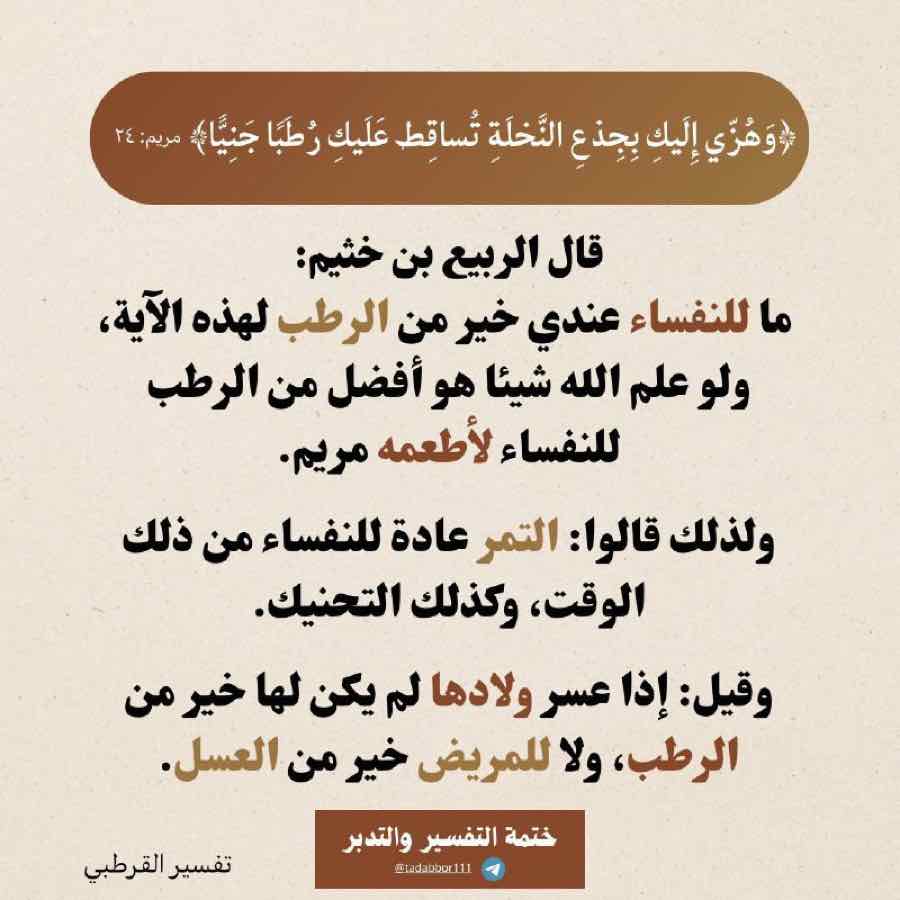 ﴿وَهُزّي إِلَيكِ بِجِذعِ النَّخلَةِ تُساقِط عَلَيكِ رُطَبًا جَنِيًّا﴾ مريم: ٢٤
قال الربيع بن خثيم:
ما للنفساء عندي خير من الرطب لهذه الآية،
ولو علم الله شيئا هو أفضل من الرطب
للنفساء لأطعمه مريم.
ولذلك قالوا: التمر عادة للنفساء من ذلك
الوقت، وكذلك التحنيك.
وقيل: إذا عسر ولادها لم يكن لها خير من
الرطب، ولا للمريض خير من العسل.
ختمة التفسير والتدبر
@tadabbor111
تفسير القرطبي